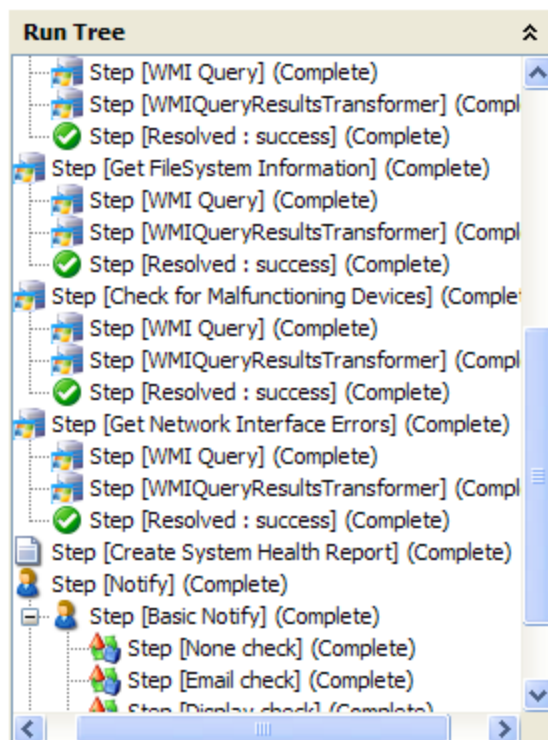 Run Tree
Step [WMI Query] (Complete)
Step [WMIQueryResultsTransformer] (Compl
Step [Resolved : success] (Complete)
Step [Get FileSystem Information] (Complete)
Step [WMI Query] (Complete)
Step [WMIQueryResultsTransformer] (Compl
Step [Resolved : success] (Complete)
Step [Check for Malfunctioning Devices] (Complet
Step [WMI Query] (Complete)
Step [WMIQueryResultsTransformer] (Compl
Step [Resolved : success] (Complete)
Step [Get Network Interface Errors] (Complete)
Step [WMI Query] (Complete)
Step [WMIQueryResultsTransformer] (Compl
Step [Resolved : success] (Complete)
Step [Create System Health Report] (Complete)
Step [Notify] (Complete)
Step [Basic Notify] (Complete)
Step [None check] (Complete)
Step [Email check] (Complete)
Step [Display check] (Complete)